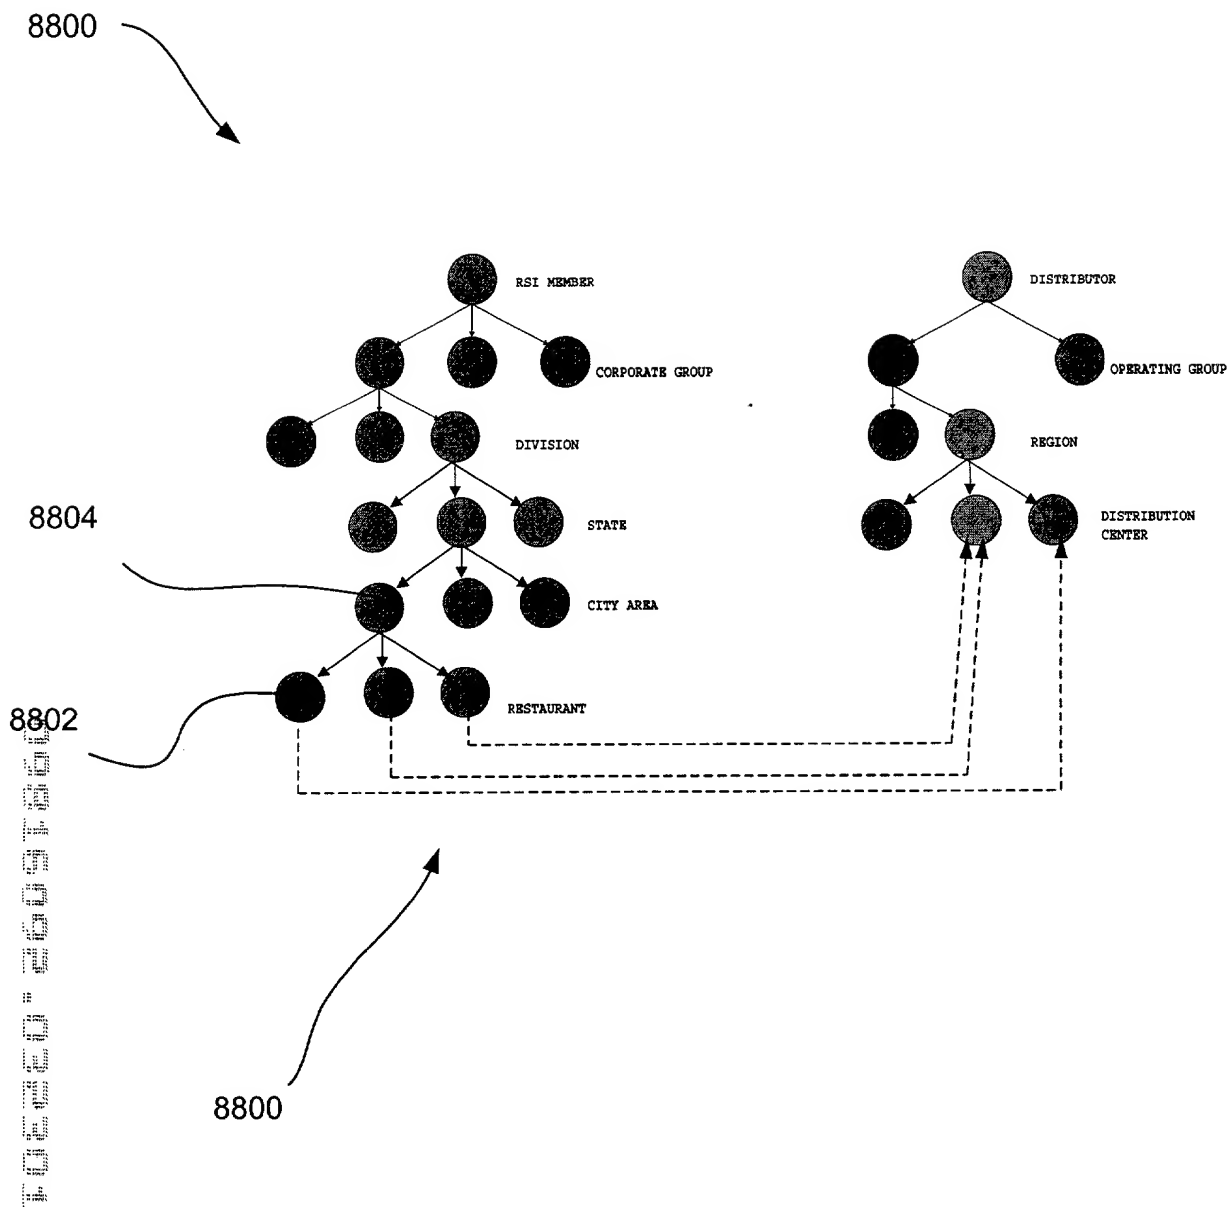 8800
RSI MEMBER
DISTRIBUTOR
CORPORATE GROUP
OPERATING GROUP
DIVISION
REGION
8804
STATE
DISTRIBUTION
CENTER
CITY AREA
RESTAURANT
8802
8800